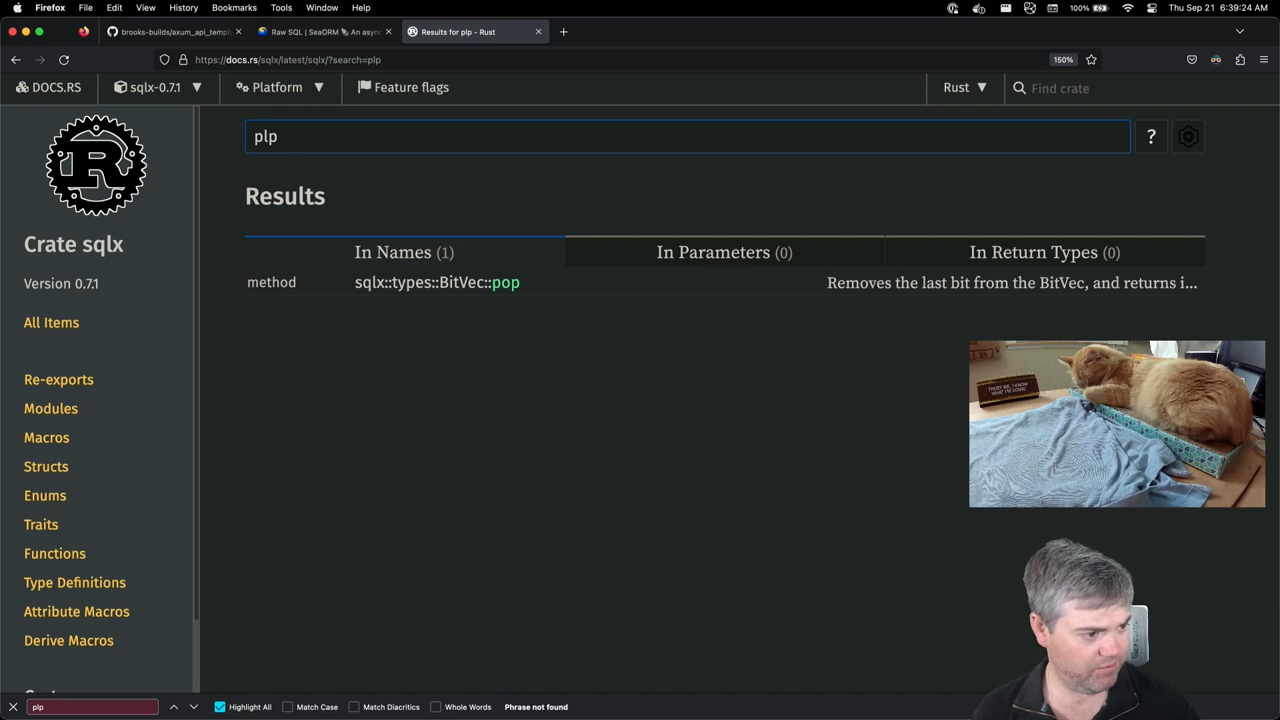 Firefox File Edit View History Bookmarks Tools Window Help 100% Thu Sep 21 6:39:24 AM
brooks-builds/axum_api_templ Raw SQL | SeaORM 🐚 An async Results for plp - Rust
https://docs.rs/sqlx/latest/sqlx/?search=plp 150%
DOCS.RS sqlx-0.7.1 Platform Feature flags Rust Find crate
plp ?
Results
Crate sqlx
In Names (1) In Parameters (0) In Return Types (0)
Version 0.7.1
method sqlx::types::BitVec::pop Removes the last bit from the BitVec, and returns i...
All Items
Re-exports
Modules
Macros
Structs
Enums
Traits
Functions
Type Definitions
Attribute Macros
Derive Macros
TRUST ME, I KNOW
WHAT I'M DOING
plp Highlight All Match Case Match Diacritics Whole Words Phrase not found